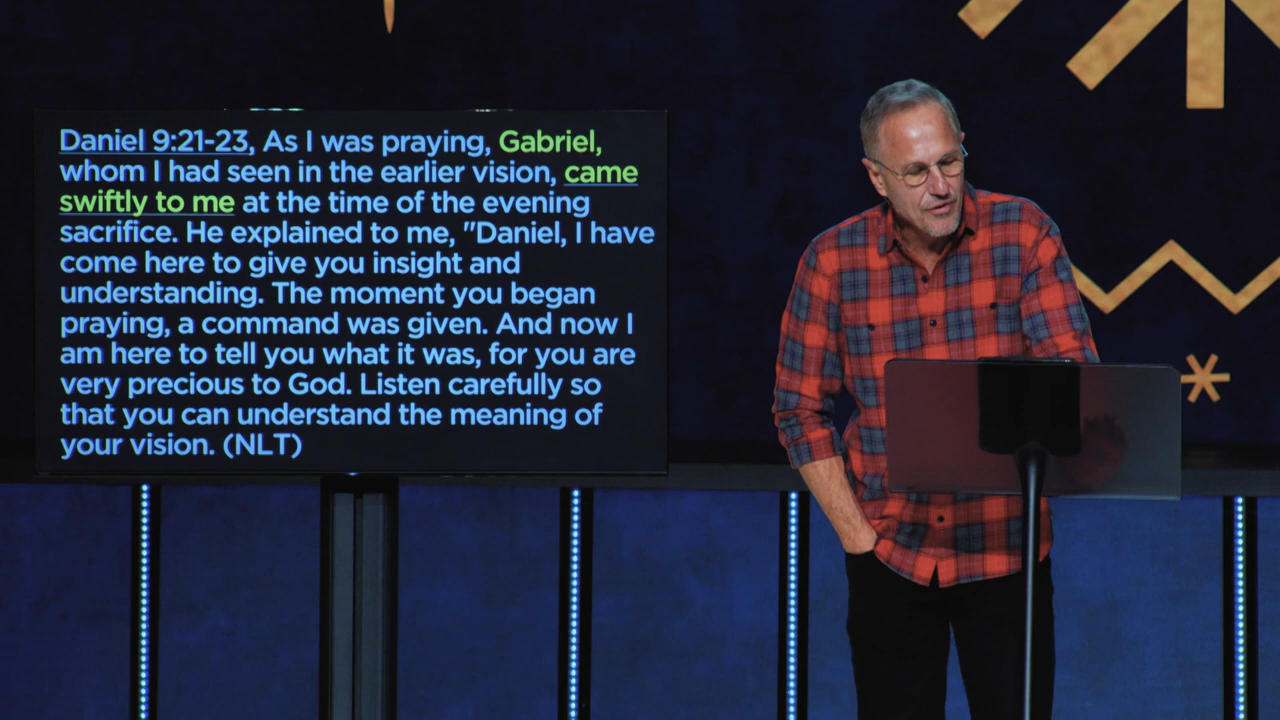 Daniel 9:21-23, As I was praying, Gabriel,
whom I had seen in the earlier vision, came
swiftly to me at the time of the evening
sacrifice. He explained to me, "Daniel, I have
come here to give you insight and
understanding. The moment you began
praying, a command was given. And now I
am here to tell you what it was, for you are
very precious to God. Listen carefully so
that you can understand the meaning of
your vision. (NLT)